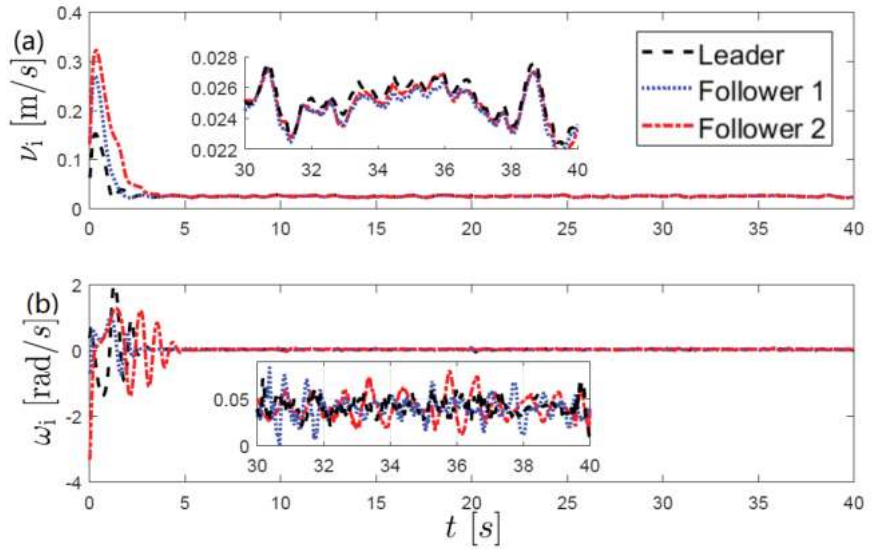 (a)
0.4
0.3
0.2
0.1
0
νi [m/s]
0.028
0.026
0.024
0.022
30 32 34 36 38 40
Leader
Follower 1
Follower 2
0 5 10 15 20 25 30 35 40
(b)
2
0
-2
-4
ωi [rad/s]
0.05
0
30 32 34 36 38 40
0 5 10 15 20 25 30 35 40
t [s]